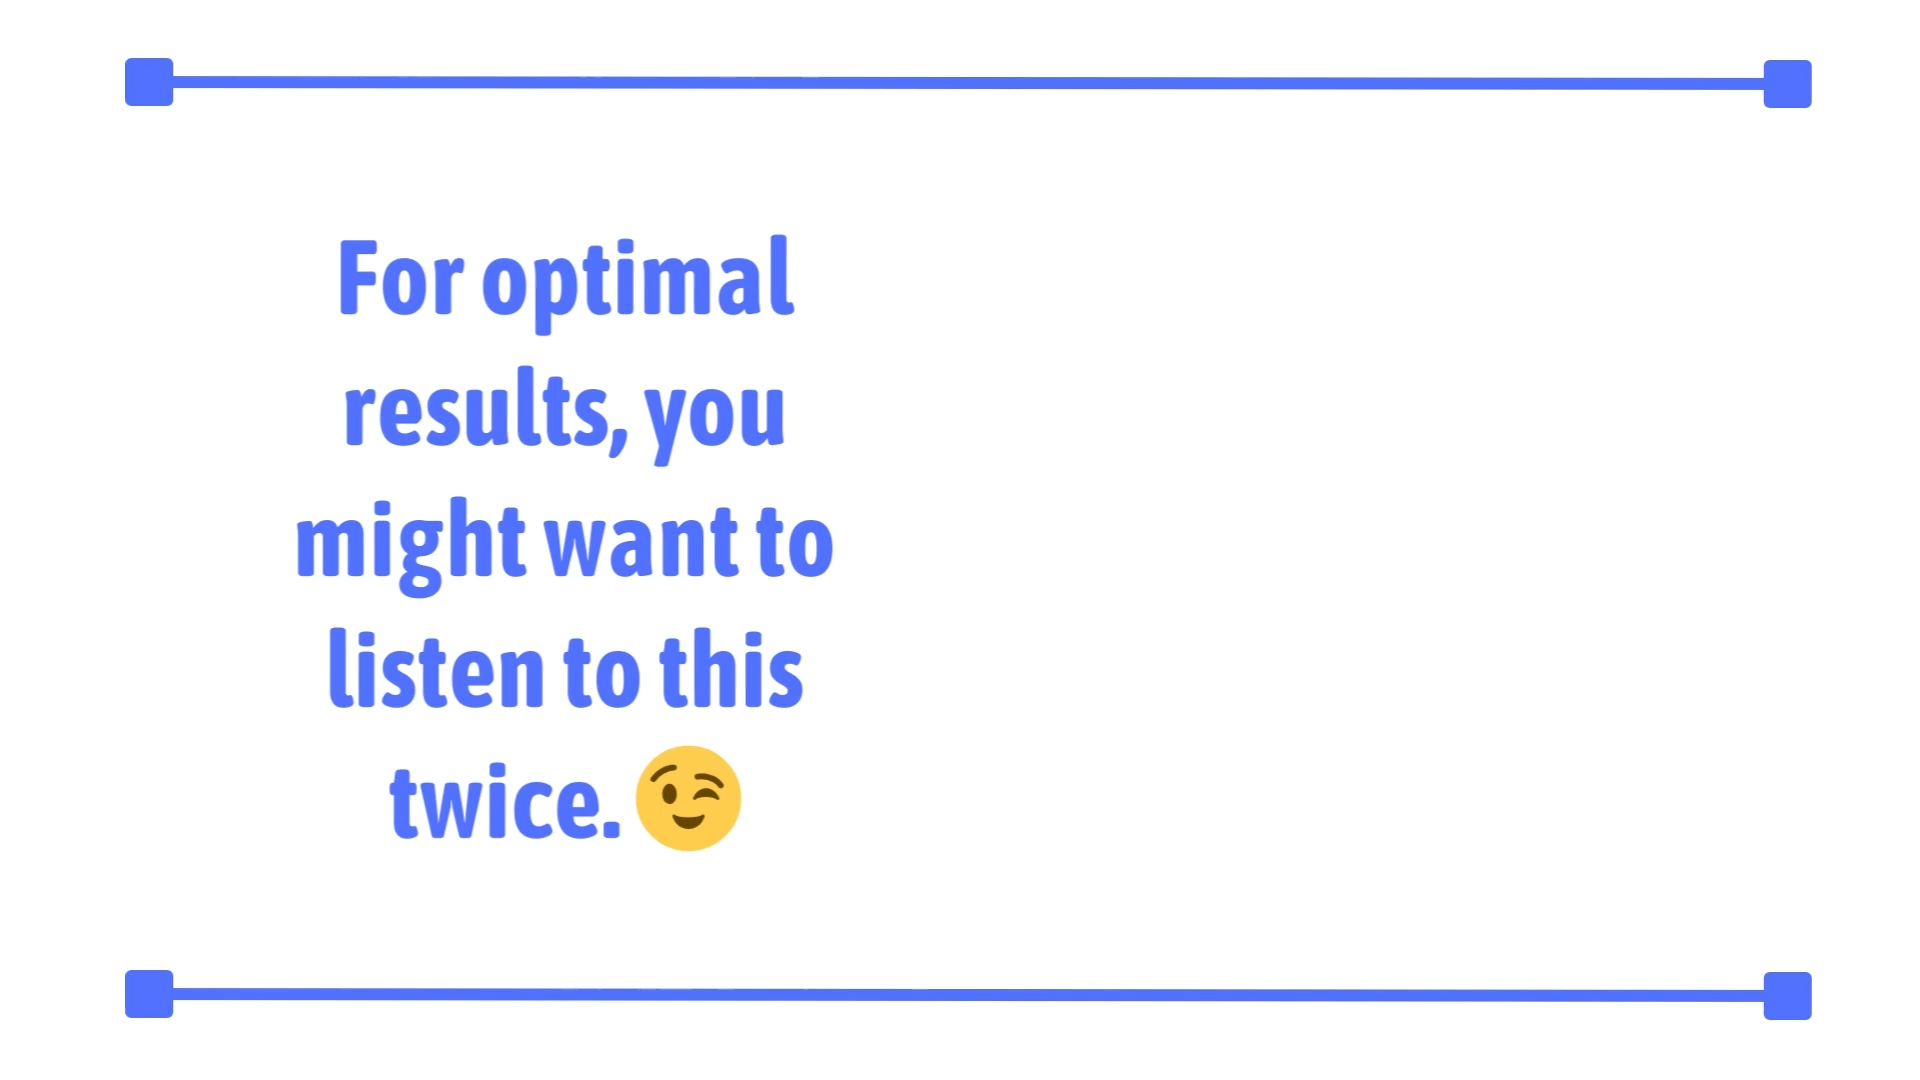 For optimal
results, you
might want to
listen to this
twice. 😉